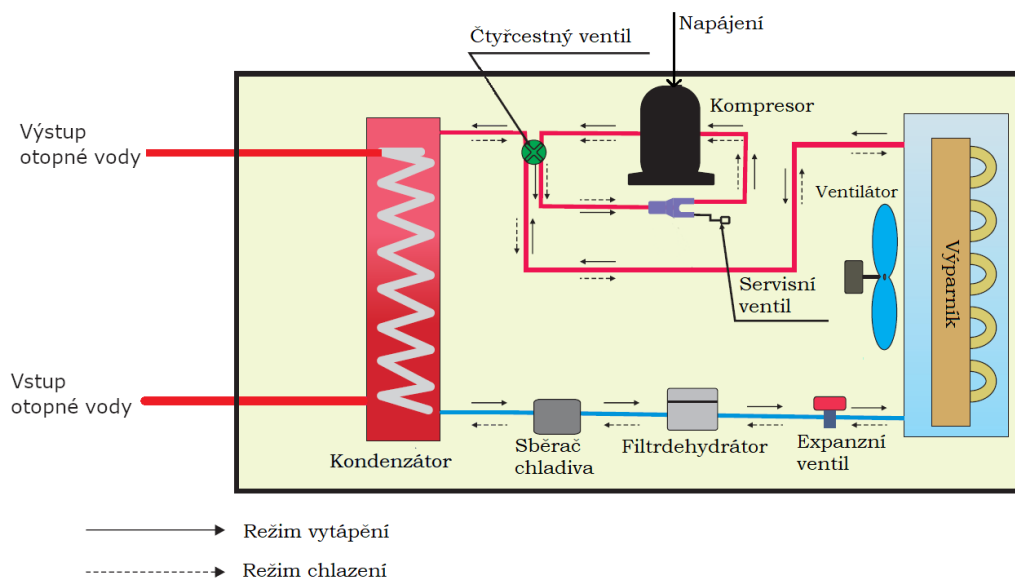 Napájení
Čtyřcestný ventil
Kompresor
Výstup
otopné vody
Ventilátor
Výparník
Servisní
ventil
Vstup
otopné vody
Kondenzátor
Sběrač
chladiva
Filtrdehydrátor
Expanzní
ventil
Režim vytápění
Režim chlazení